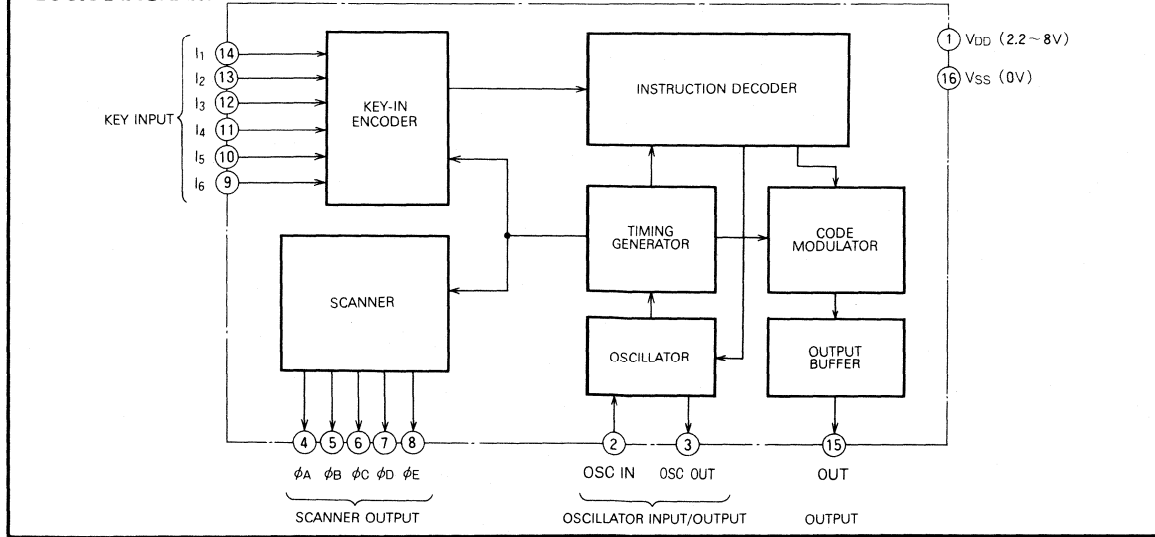 1 VDD (2.2~8V)
16 VSS (0V)
KEY INPUT
I1 14
I2 13
I3 12
I4 11
I5 10
I6 9
KEY-IN
ENCODER
INSTRUCTION DECODER
TIMING
GENERATOR
CODE
MODULATOR
SCANNER
OSCILLATOR
OUTPUT
BUFFER
4 5 6 7 8 2 3 15
φA φB φC φD φE OSC IN OSC OUT OUT
SCANNER OUTPUT OSCILLATOR INPUT/OUTPUT OUTPUT